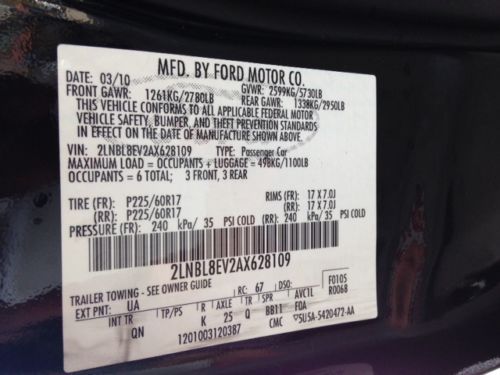 MFD. BY FORD MOTOR CO.
DATE: 03/10 GVWR: 2599KG/5730LB
FRONT GAWR: 1261KG/2780LB REAR GAWR: 1338KG/2950LB
THIS VEHICLE CONFORMS TO ALL APPLICABLE FEDERAL MOTOR
VEHICLE SAFETY, BUMPER, AND THEFT PREVENTION STANDARDS
IN EFFECT ON THE DATE OF MANUFACTURE SHOWN ABOVE.
VIN: 2LNBL8EV2AX628109 TYPE: Passenger Car
MAXIMUM LOAD = OCCUPANTS + LUGGAGE = 498KG/1100LB
OCCUPANTS = 6 TOTAL; 3 FRONT, 3 REAR
TIRE (FR): P225/60R17 RIMS (FR): 17 X 7.0J
(RR): P225/60R17 (RR): 17 X 7.0J
PRESSURE (FR): 240 kPa/ 35 PSI COLD (RR): 240 kPa/ 35 PSI COLD
2LNBL8EV2AX628109
TRAILER TOWING - SEE OWNER GUIDE RC: 67 DSO: F0105
EXT PNT: UA R0068
INT TR TP/PS R AXLE TR SPR AVCTL
QN K 25 Q BB11 FDA
1201003120387 CMC 5U5A-5420472-AA